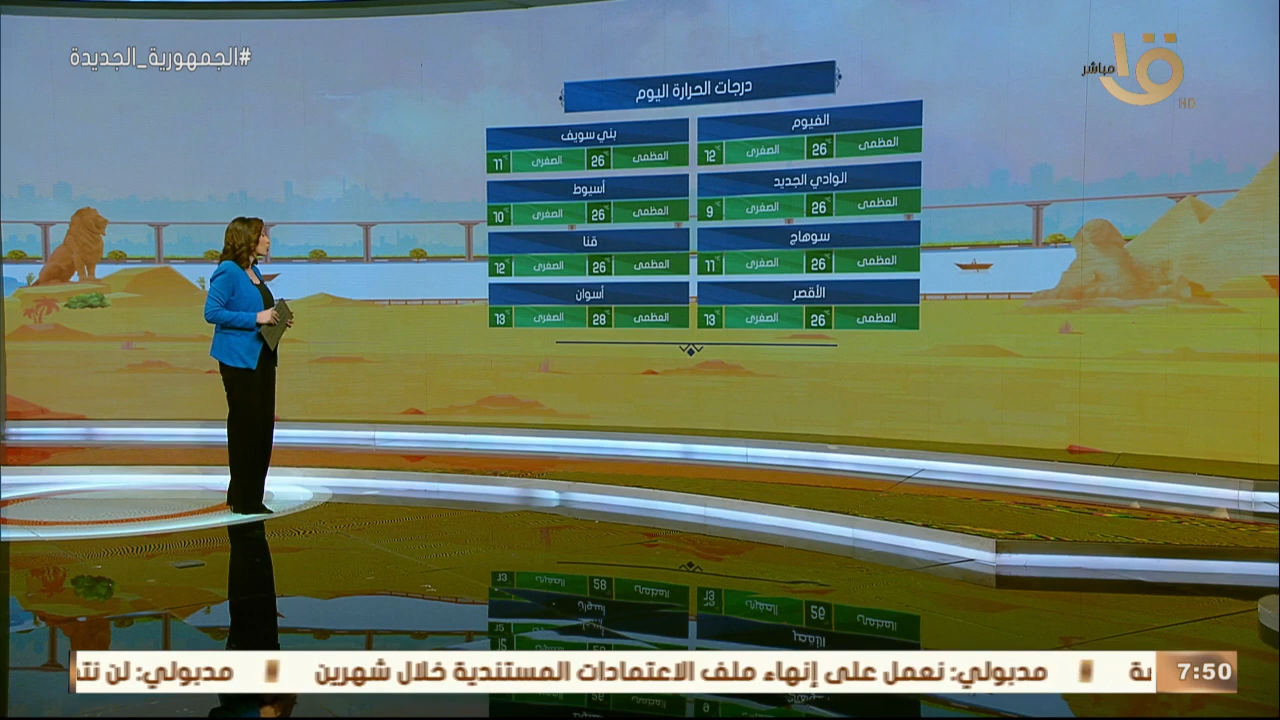 #الجمهورية_الجديدة
مباشر
HD
درجات الحرارة اليوم
الفيوم
العظمى 26° الصغرى 12°
بني سويف
العظمى 26° الصغرى 11°
الوادي الجديد
العظمى 26° الصغرى 9°
أسيوط
العظمى 26° الصغرى 10°
سوهاج
العظمى 26° الصغرى 11°
قنا
العظمى 26° الصغرى 12°
الأقصر
العظمى 26° الصغرى 13°
أسوان
العظمى 28° الصغرى 13°
7:50
مدبولي: نعمل على إنهاء ملف الاعتمادات المستندية خلال شهرين
مدبولي: لن